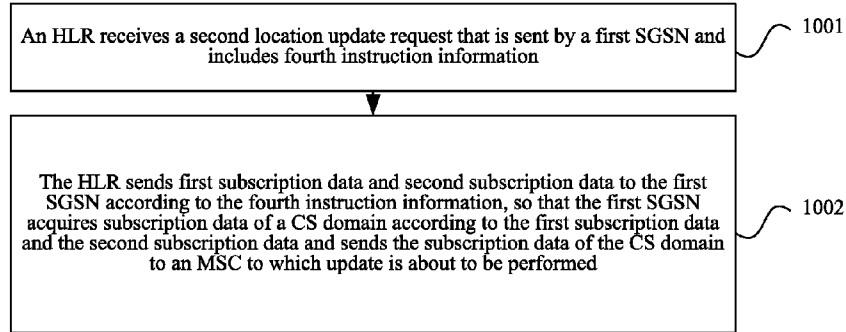 An HLR receives a second location update request that is sent by a first SGSN and
includes fourth instruction information
1001
The HLR sends first subscription data and second subscription data to the first
SGSN according to the fourth instruction information, so that the first SGSN
acquires subscription data of a CS domain according to the first subscription data
and the second subscription data and sends the subscription data of the CS domain
to an MSC to which update is about to be performed
1002